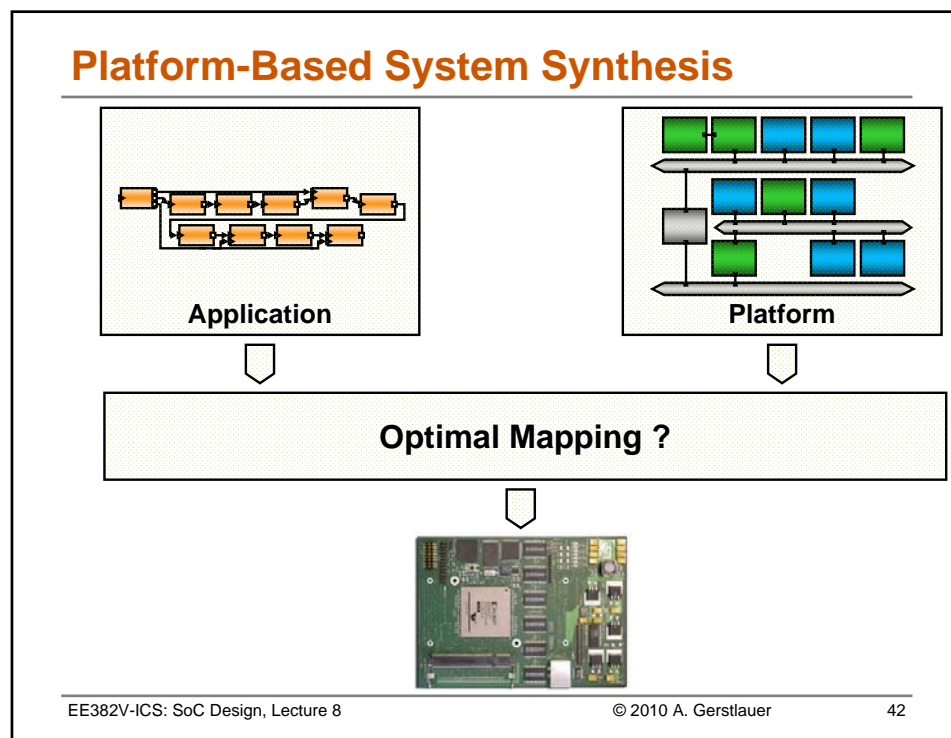 Platform-Based System Synthesis
Application
Platform
Optimal Mapping ?
EE382V-ICS: SoC Design, Lecture 8
© 2010 A. Gerstlauer
42